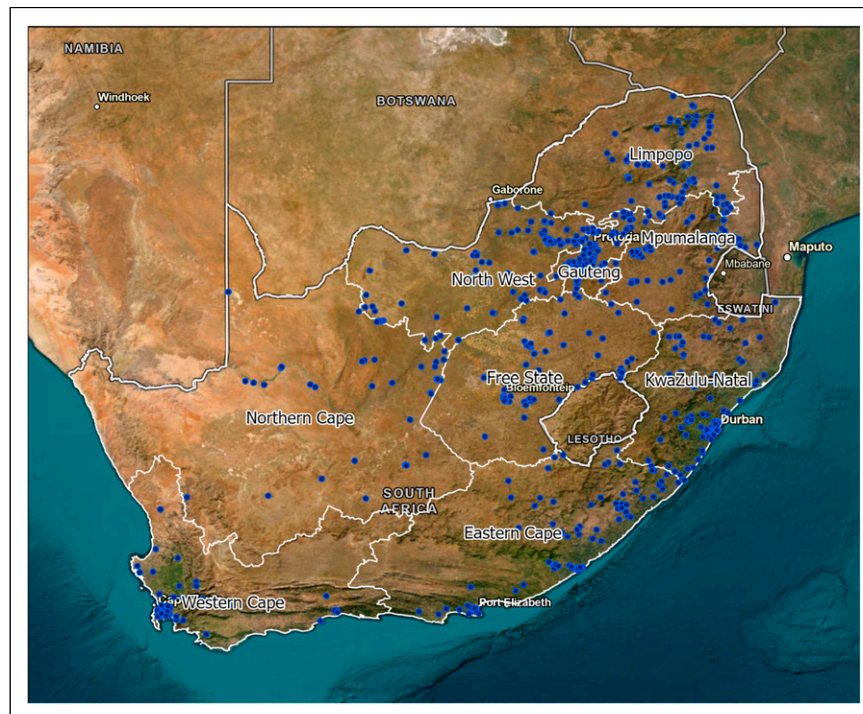 NAMIBIA
Windhoek
BOTSWANA
Limpopo
Gaborone
Pretoria
Mpumalanga
Maputo
North West
Gauteng
Mbabane
ESWATINI
Free State
KwaZulu-Natal
Bloemfontein
Northern Cape
Durban
LESOTHO
SOUTH
AFRICA
Eastern Cape
Western Cape
Port Elizabeth